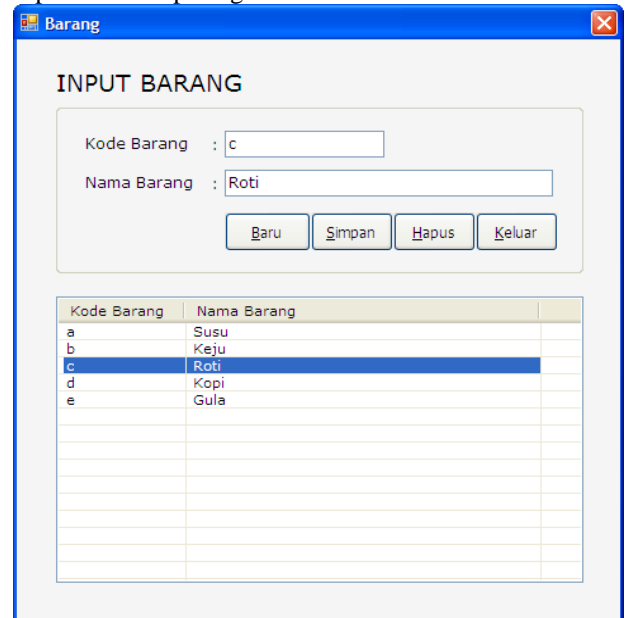 Barang
INPUT BARANG
Kode Barang : c
Nama Barang : Roti
Baru Simpan Hapus Keluar
Kode Barang Nama Barang
a Susu
b Keju
c Roti
d Kopi
e Gula